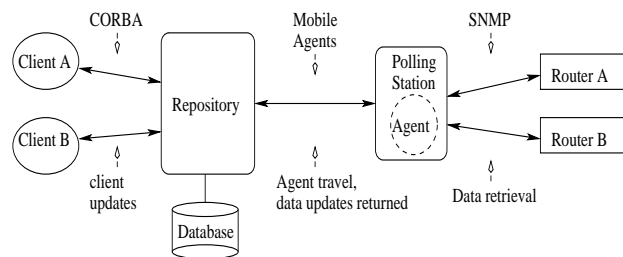 CORBA
Mobile
Agents
SNMP
Client A
Client B
Repository
Polling
Station
Agent
Router A
Router B
client
updates
Agent travel,
data updates returned
Data retrieval
Database